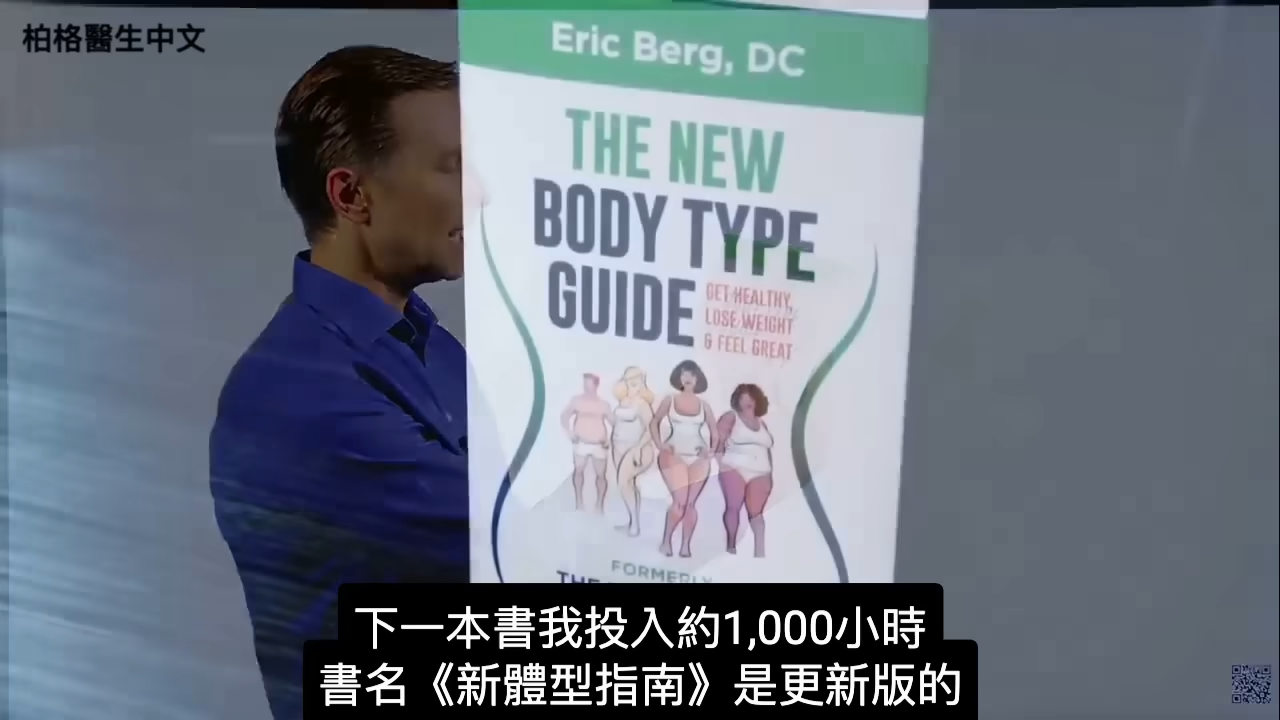 柏格醫生中文
Eric Berg, DC
THE NEW
BODY TYPE
GUIDE
GET HEALTHY,
LOSE WEIGHT
& FEEL GREAT
FORMERLY
下一本書我投入約1,000小時
書名《新體型指南》是更新版的